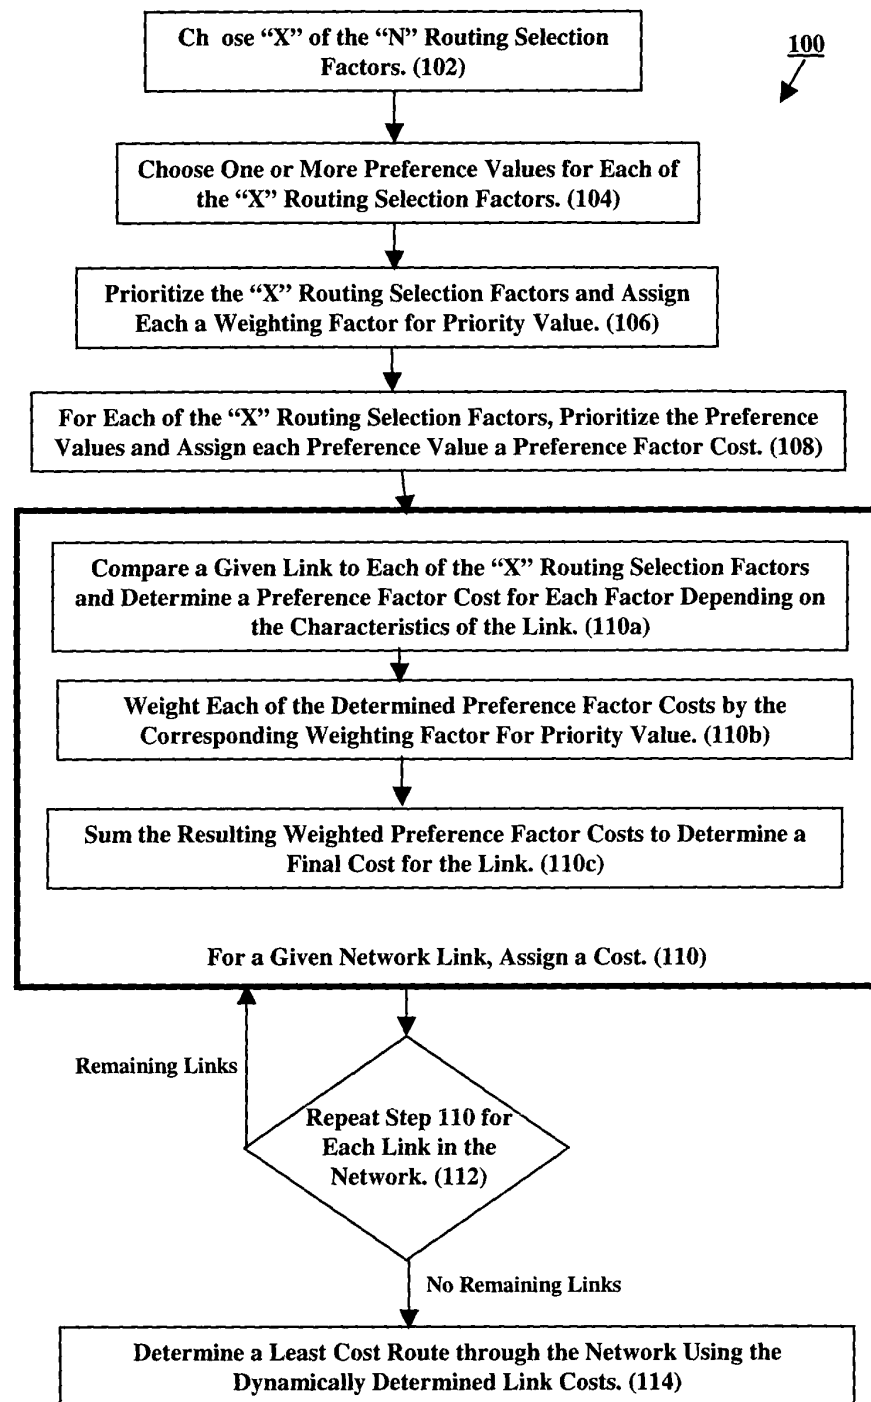 Ch ose “X” of the “N” Routing Selection
Factors. (102)
100
Choose One or More Preference Values for Each of
the “X” Routing Selection Factors. (104)
Prioritize the “X” Routing Selection Factors and Assign
Each a Weighting Factor for Priority Value. (106)
For Each of the “X” Routing Selection Factors, Prioritize the Preference
Values and Assign each Preference Value a Preference Factor Cost. (108)
Compare a Given Link to Each of the “X” Routing Selection Factors
and Determine a Preference Factor Cost for Each Factor Depending on
the Characteristics of the Link. (110a)
Weight Each of the Determined Preference Factor Costs by the
Corresponding Weighting Factor For Priority Value. (110b)
Sum the Resulting Weighted Preference Factor Costs to Determine a
Final Cost for the Link. (110c)
For a Given Network Link, Assign a Cost. (110)
Remaining Links
Repeat Step 110 for
Each Link in the
Network. (112)
No Remaining Links
Determine a Least Cost Route through the Network Using the
Dynamically Determined Link Costs. (114)